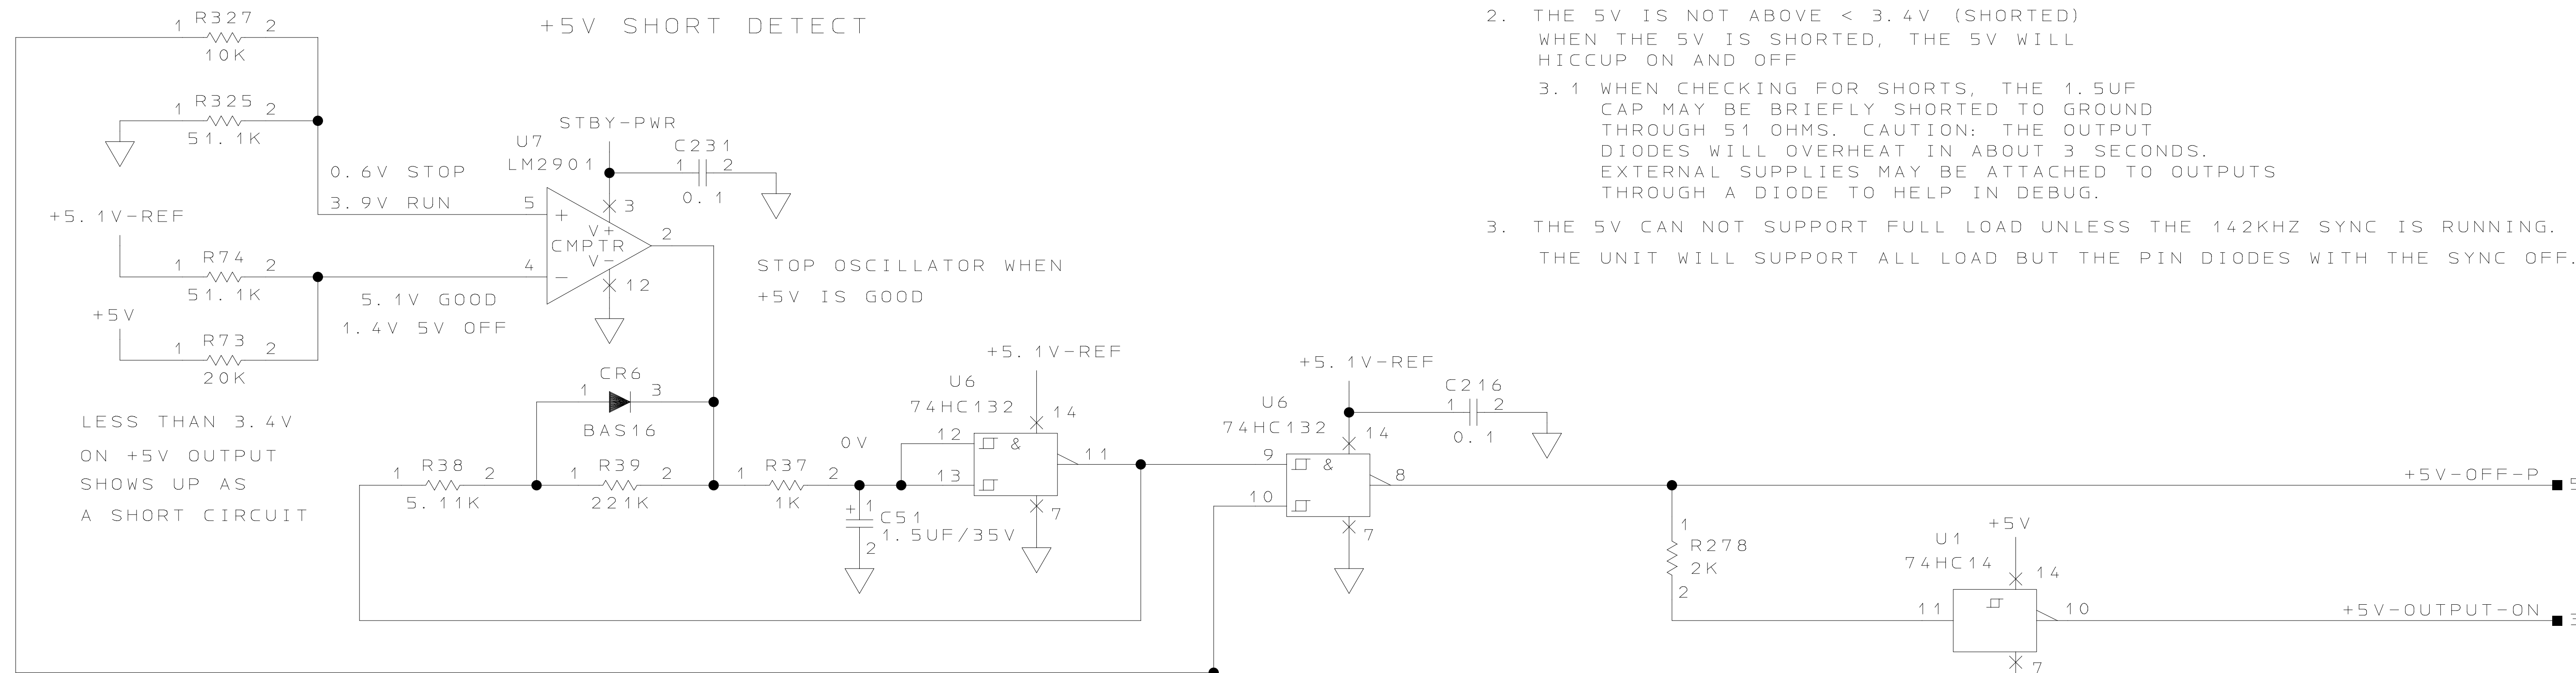 R327
1 2
10K
+5V SHORT DETECT
1 R325 2
51.1K
0.6V STOP
3.9V RUN
+5.1V-REF
1 R74 2
51.1K
+5V
5.1V GOOD
1.4V 5V OFF
1 R73 2
20K
LESS THAN 3.4V
ON +5V OUTPUT
SHOWS UP AS
A SHORT CIRCUIT
STBY-PWR
U7
LM2901
C231
1 2
0.1
3
5
+
V+
CMPTR
2
V-
4
-
12
STOP OSCILLATOR WHEN
+5V IS GOOD
CR6
1 3
BAS16
1 R38 2
5.11K
1 R39 2
221K
1 R37 2
1K
0V
+ 1
C51
1.5UF/35V
2
+5.1V-REF
U6
74HC132
14
12
&
11
13
7
+5.1V-REF
U6
74HC132
14
C216
1 2
0.1
9
&
8
10
7
2. THE 5V IS NOT ABOVE < 3.4V (SHORTED)
WHEN THE 5V IS SHORTED, THE 5V WILL
HICCUP ON AND OFF
3.1 WHEN CHECKING FOR SHORTS, THE 1.5UF
CAP MAY BE BRIEFLY SHORTED TO GROUND
THROUGH 51 OHMS. CAUTION: THE OUTPUT
DIODES WILL OVERHEAT IN ABOUT 3 SECONDS.
EXTERNAL SUPPLIES MAY BE ATTACHED TO OUTPUTS
THROUGH A DIODE TO HELP IN DEBUG.
3. THE 5V CAN NOT SUPPORT FULL LOAD UNLESS THE 142KHZ SYNC IS RUNNING.
THE UNIT WILL SUPPORT ALL LOAD BUT THE PIN DIODES WITH THE SYNC OFF.
+5V-OFF-P
1
R278
2K
2
+5V
U1
74HC14
14
11
10
7
+5V-OUTPUT-ON